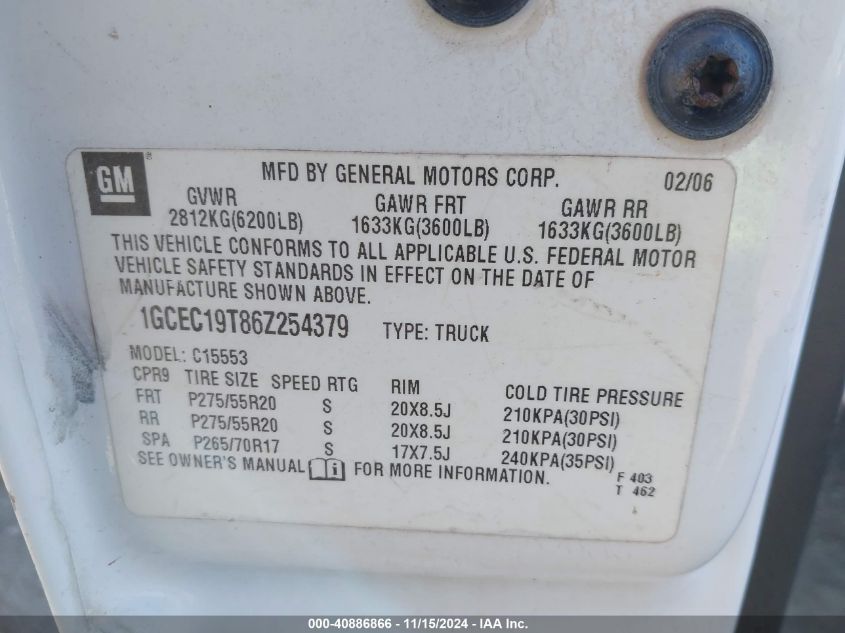 GM ®
MFD BY GENERAL MOTORS CORP. 02/06
GVWR GAWR FRT GAWR RR
2812KG(6200LB) 1633KG(3600LB) 1633KG(3600LB)
THIS VEHICLE CONFORMS TO ALL APPLICABLE U.S. FEDERAL MOTOR
VEHICLE SAFETY STANDARDS IN EFFECT ON THE DATE OF
MANUFACTURE SHOWN ABOVE.
1GCEC19T86Z254379 TYPE: TRUCK
MODEL: C15553
CPR9 TIRE SIZE SPEED RTG RIM COLD TIRE PRESSURE
FRT P275/55R20 S 20X8.5J 210KPA(30PSI)
RR P275/55R20 S 20X8.5J 210KPA(30PSI)
SPA P265/70R17 S 17X7.5J 240KPA(35PSI)
SEE OWNER'S MANUAL i FOR MORE INFORMATION.
F 403
T 462
000-40886866 - 11/15/2024 - IAA Inc.